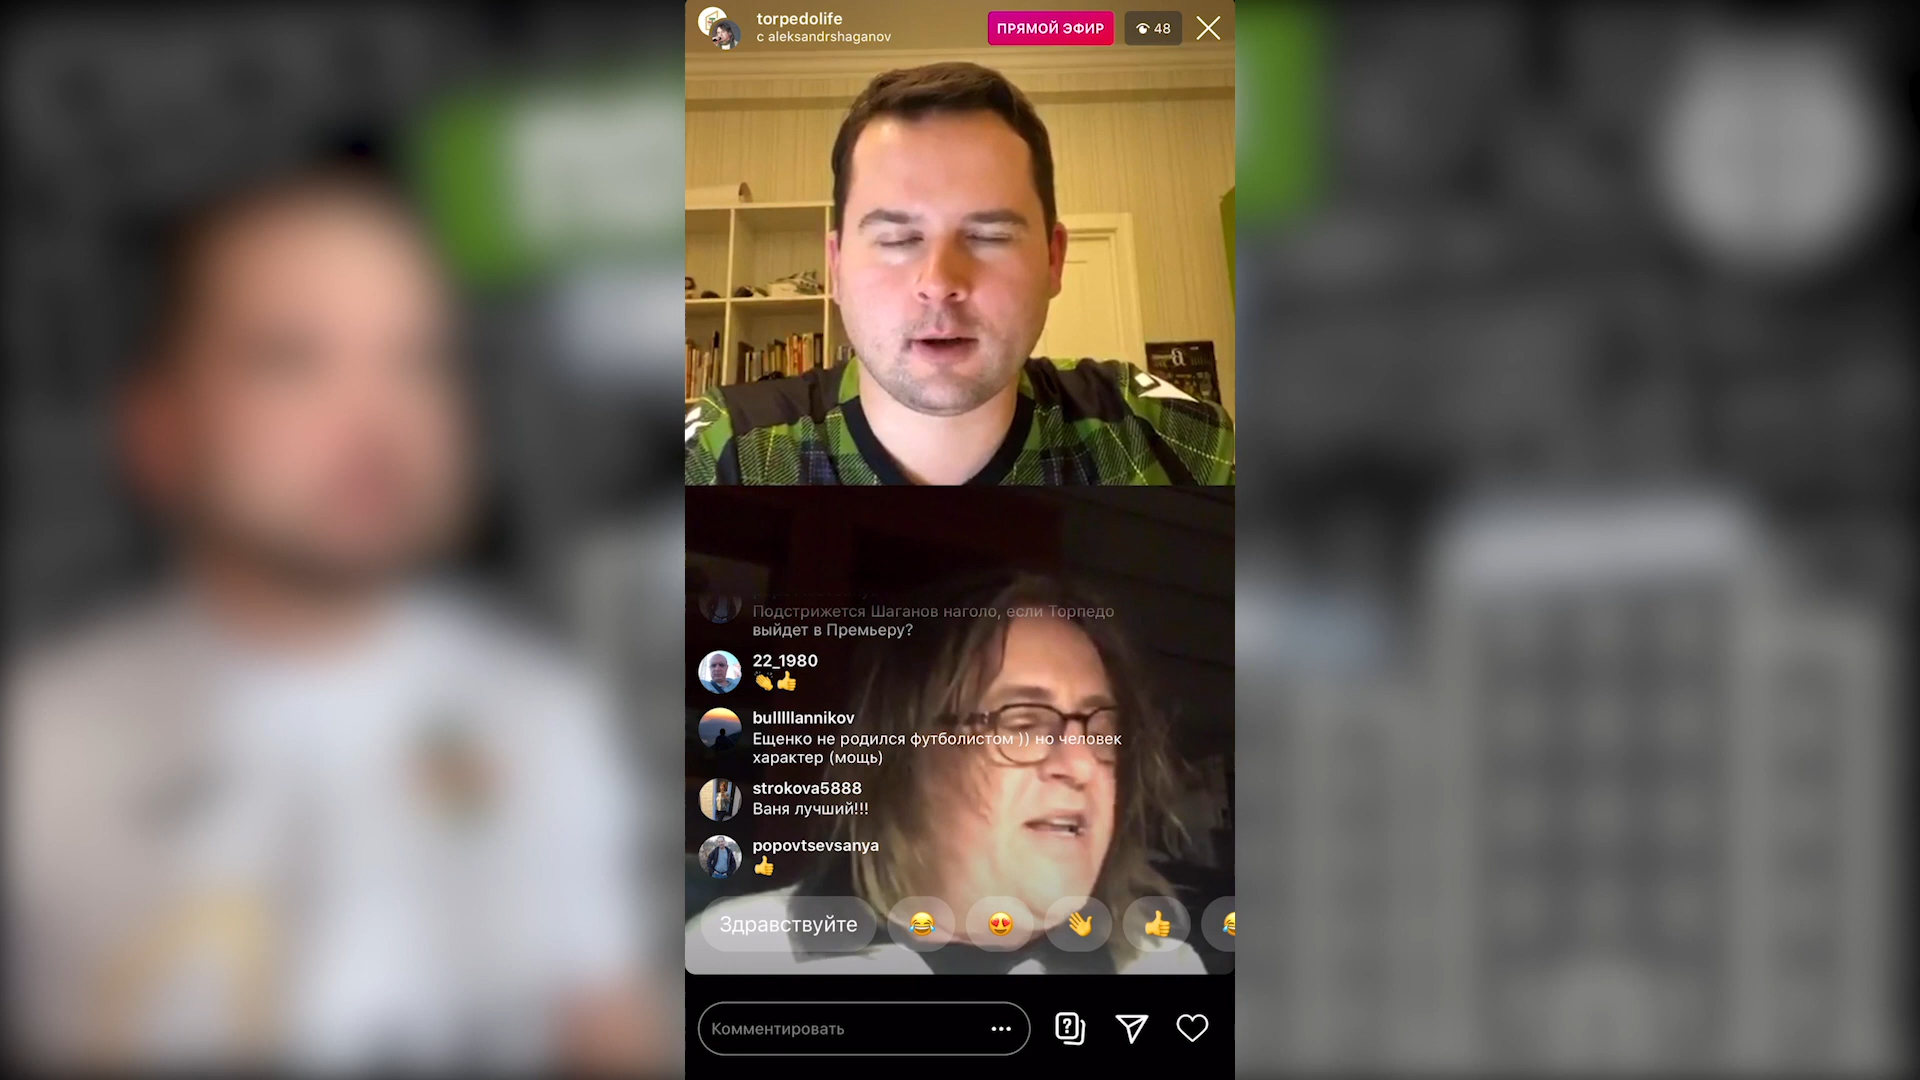 torpedolife
с aleksandrshaganov
ПРЯМОЙ ЭФИР
48
Подстрижется Шаганов наголо, если Торпедо
выйдет в Премьеру?
22_1980
bulllllannikov
Ещенко не родился футболистом )) но человек
характер (мощь)
strokova5888
Ваня лучший!!!
popovtsevsanya
Здравствуйте
Комментировать